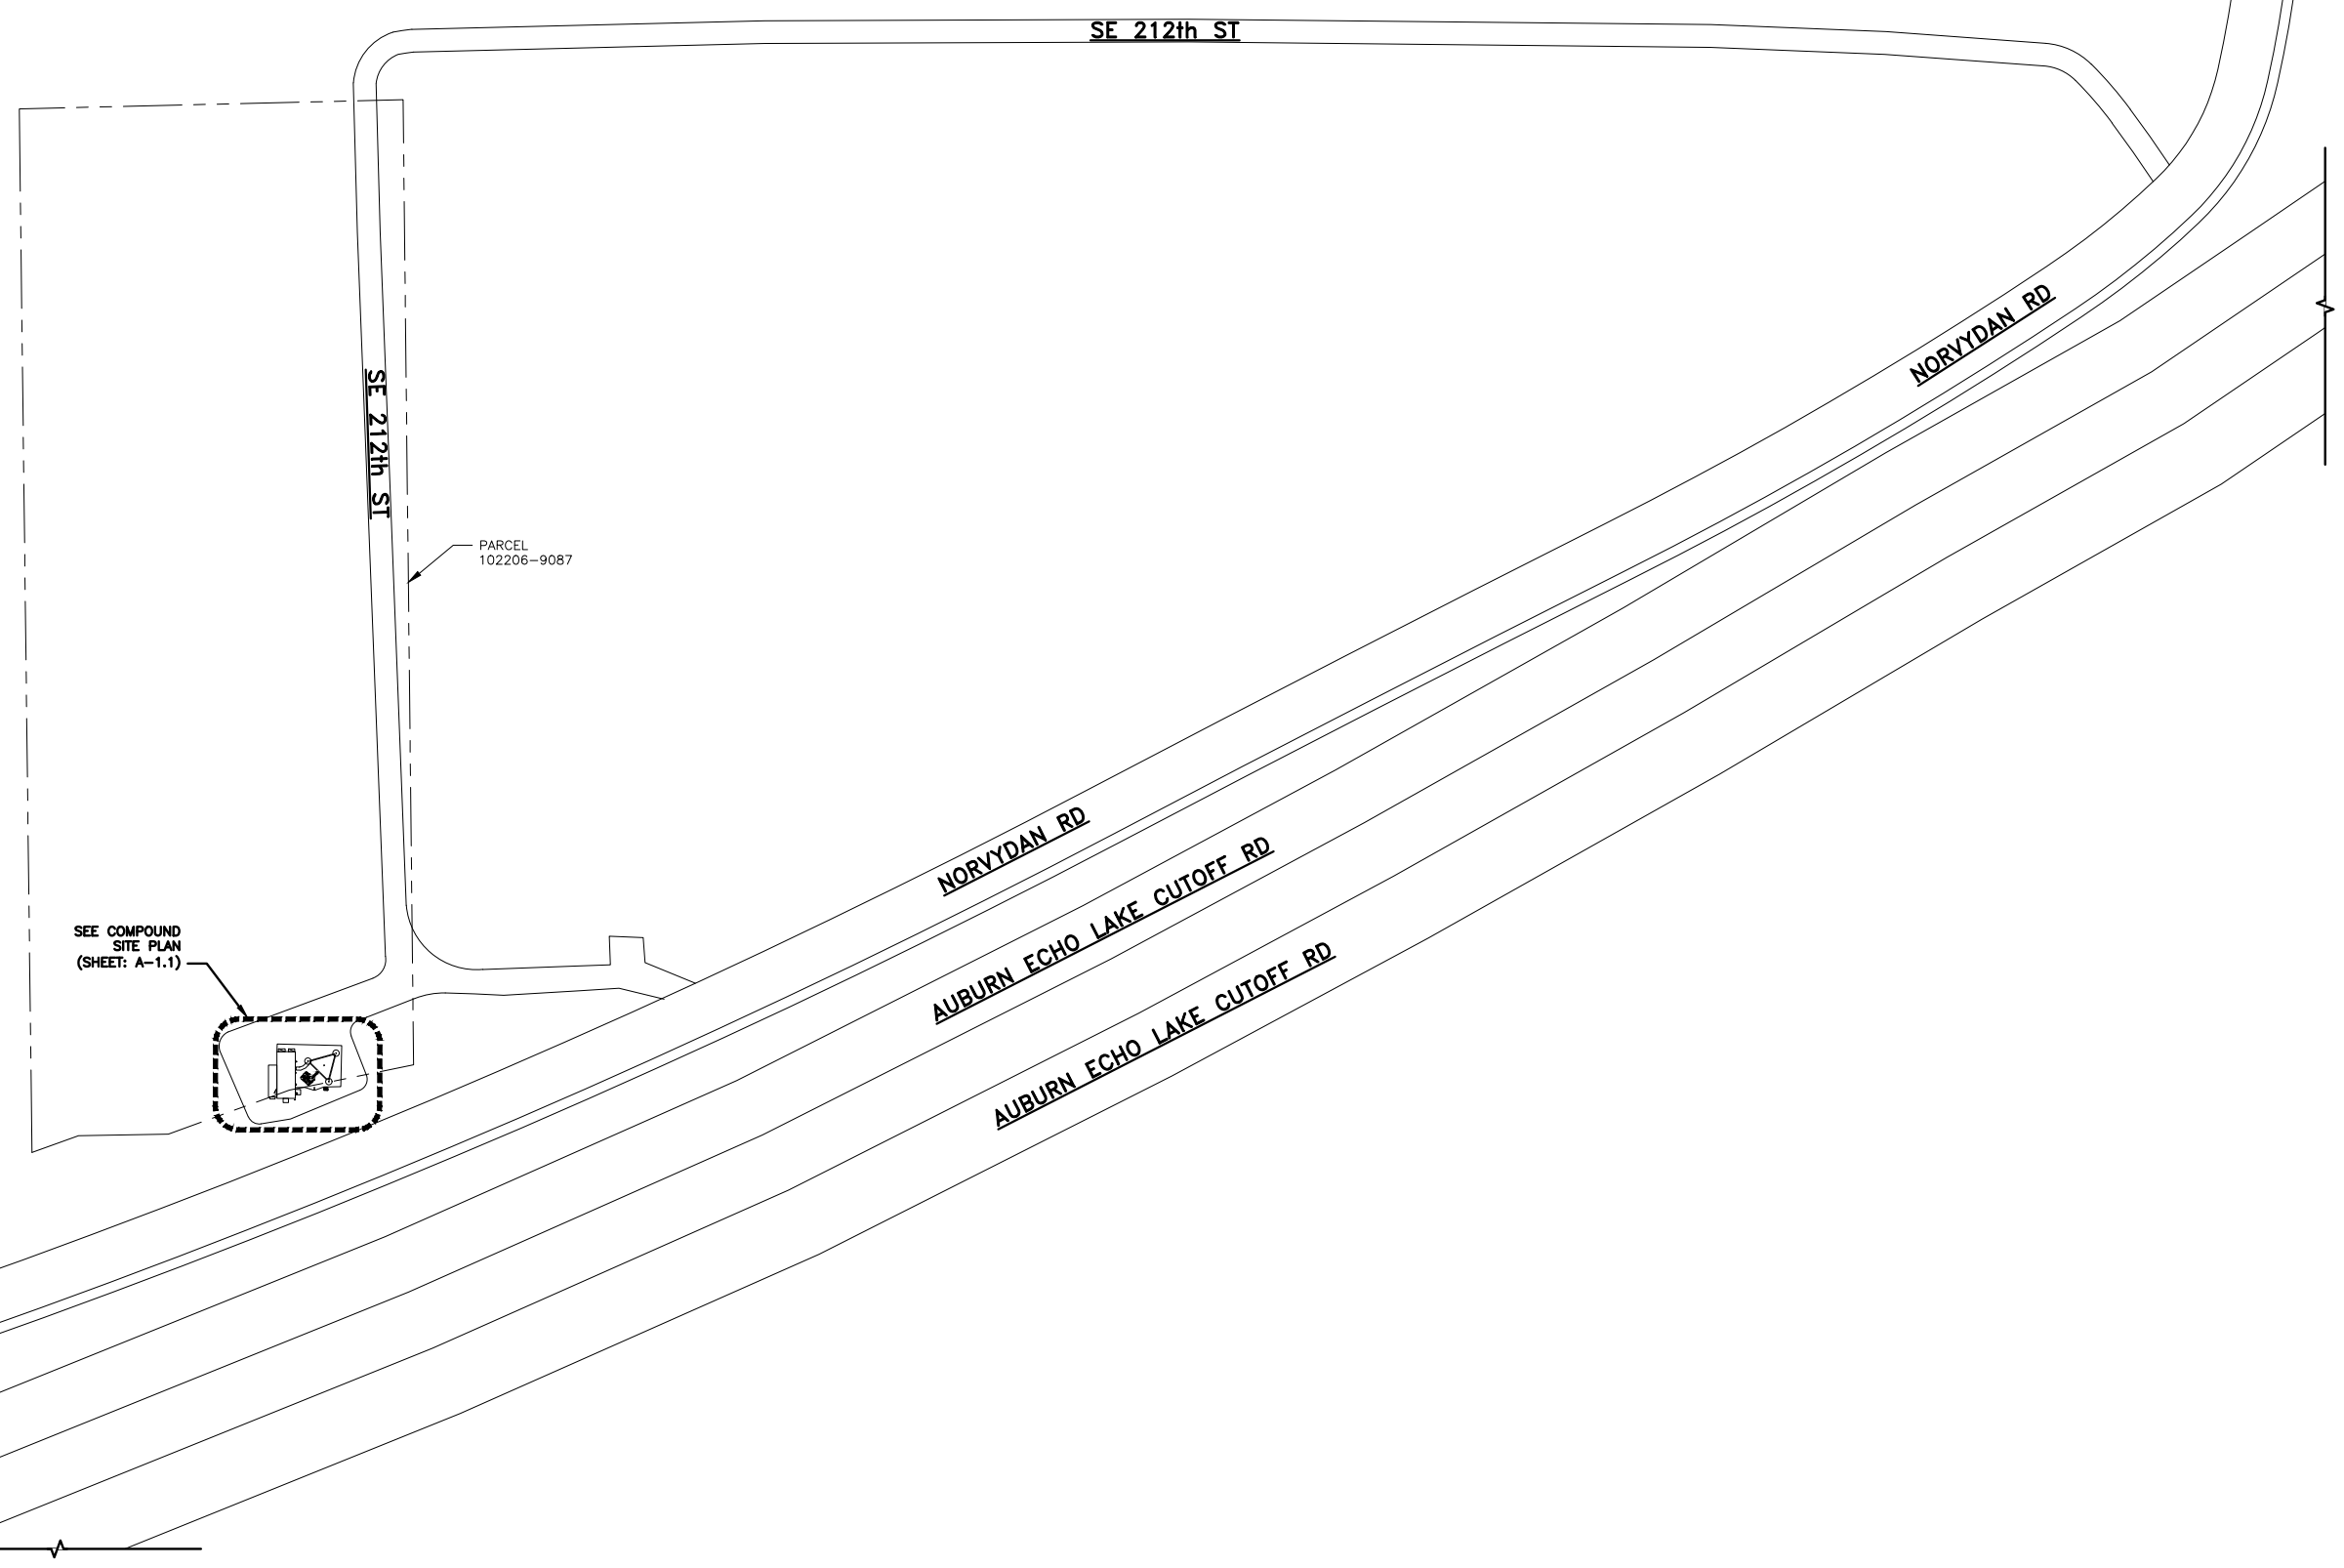 SE 212th ST
NORVYDAN RD
SE 212th ST
PARCEL
102206-9087
NORVYDAN RD
AUBURN ECHO LAKE CUTOFF RD
SEE COMPOUND
SITE PLAN
(SHEET: A-1.1)
AUBURN ECHO LAKE CUTOFF RD